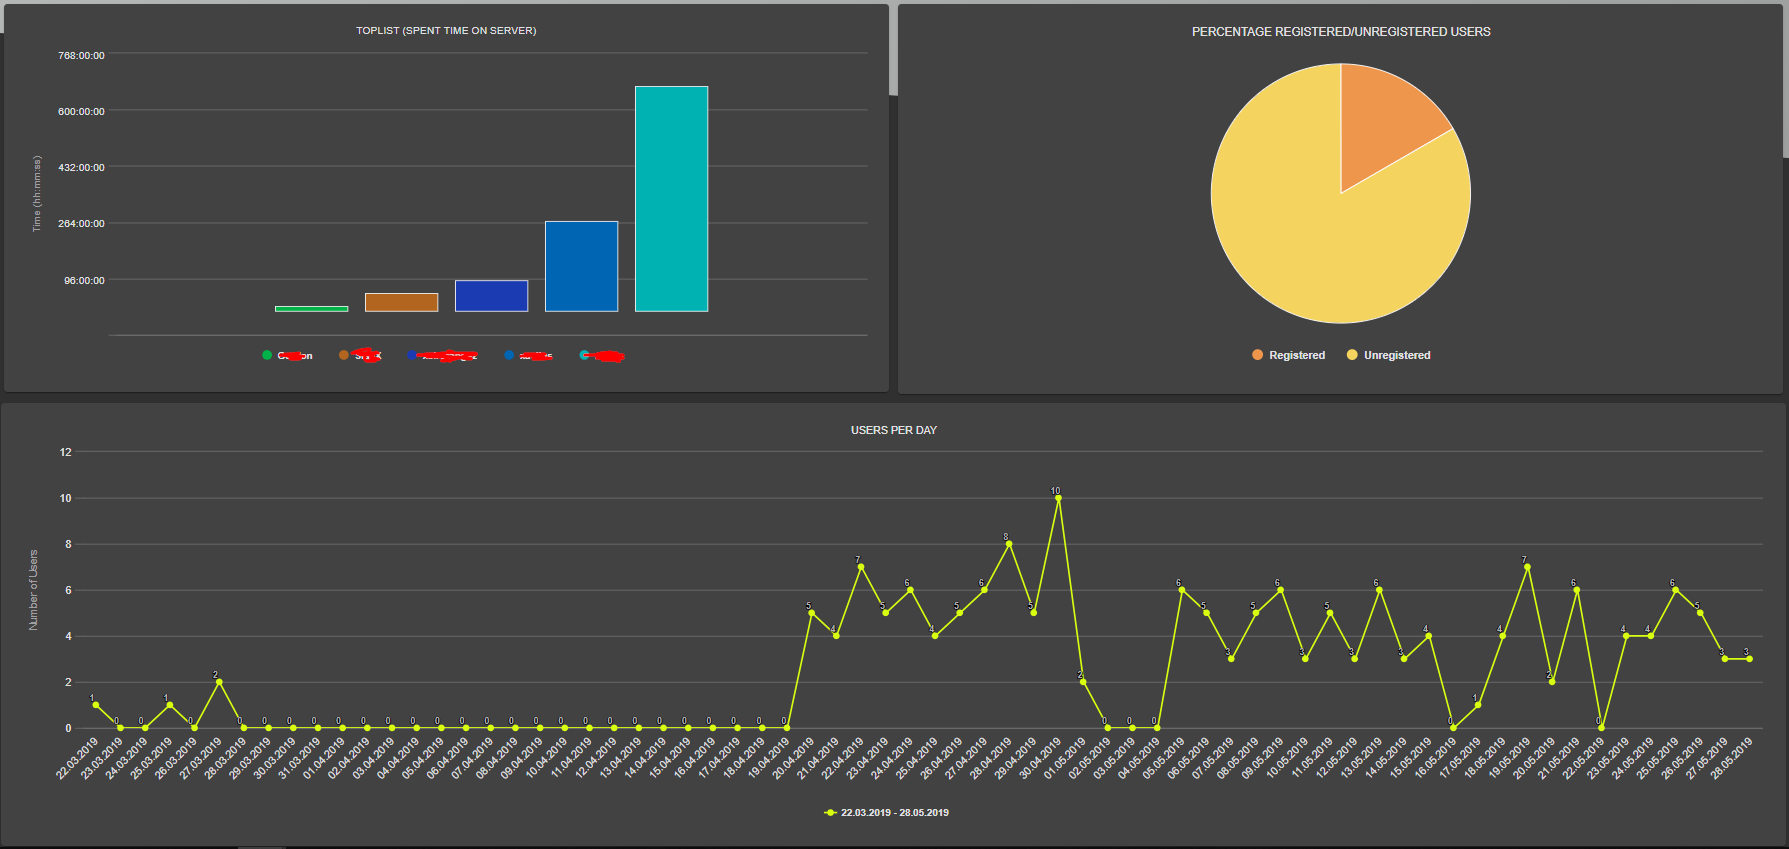 TOPLIST (SPENT TIME ON SERVER)
768:00:00
600:00:00
432:00:00
264:00:00
96:00:00
Time (hh:mm:ss)
PERCENTAGE REGISTERED/UNREGISTERED USERS
Registered Unregistered
USERS PER DAY
Number of Users
12
10
8
6
4
2
0
1 0 0 1 0 2 0 0 0 0 0 0 0 0 0 0 0 0 0 0 0 0 0 0 0 0 0 0 0 5 4 7 5 6 4 5 6 8 5 10 2 0 0 0 6 5 3 5 6 3 5 3 6 3 4 0 1 4 7 2 6 0 4 4 6 5 3 3
22.03.2019 23.03.2019 24.03.2019 25.03.2019 26.03.2019 27.03.2019 28.03.2019 29.03.2019 30.03.2019 31.03.2019 01.04.2019 02.04.2019 03.04.2019 04.04.2019 05.04.2019 06.04.2019 07.04.2019 08.04.2019 09.04.2019 10.04.2019 11.04.2019 12.04.2019 13.04.2019 14.04.2019 15.04.2019 16.04.2019 17.04.2019 18.04.2019 19.04.2019 20.04.2019 21.04.2019 22.04.2019 23.04.2019 24.04.2019 25.04.2019 26.04.2019 27.04.2019 28.04.2019 29.04.2019 30.04.2019 01.05.2019 02.05.2019 03.05.2019 04.05.2019 05.05.2019 06.05.2019 07.05.2019 08.05.2019 09.05.2019 10.05.2019 11.05.2019 12.05.2019 13.05.2019 14.05.2019 15.05.2019 16.05.2019 17.05.2019 18.05.2019 19.05.2019 20.05.2019 21.05.2019 22.05.2019 23.05.2019 24.05.2019 25.05.2019 26.05.2019 27.05.2019 28.05.2019
22.03.2019 - 28.05.2019